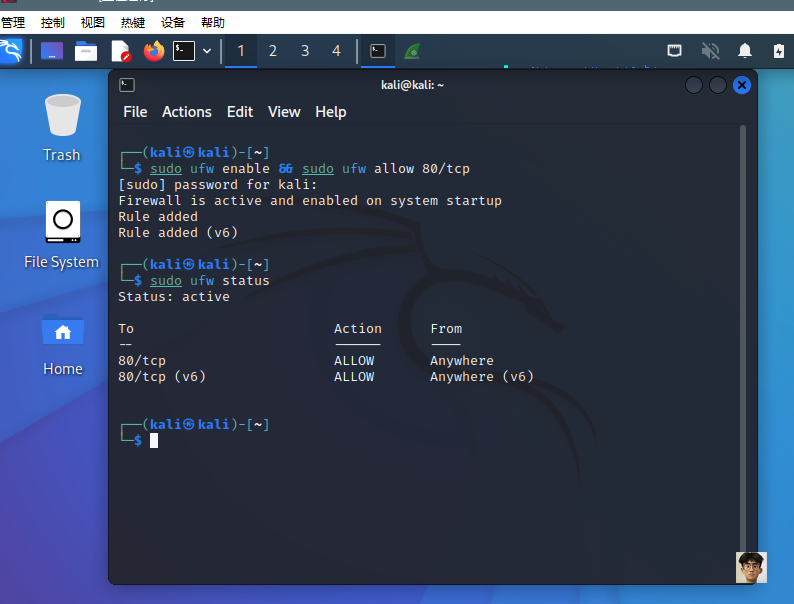 管理 控制 视图 热键 设备 帮助
1 2 3 4
kali@kali: ~
File Actions Edit View Help
Trash
File System
Home
┌──(kali㉿kali)-[~]
└─$ sudo ufw enable && sudo ufw allow 80/tcp
[sudo] password for kali:
Firewall is active and enabled on system startup
Rule added
Rule added (v6)
┌──(kali㉿kali)-[~]
└─$ sudo ufw status
Status: active
To Action From
-- ------ ----
80/tcp ALLOW Anywhere
80/tcp (v6) ALLOW Anywhere (v6)
┌──(kali㉿kali)-[~]
└─$